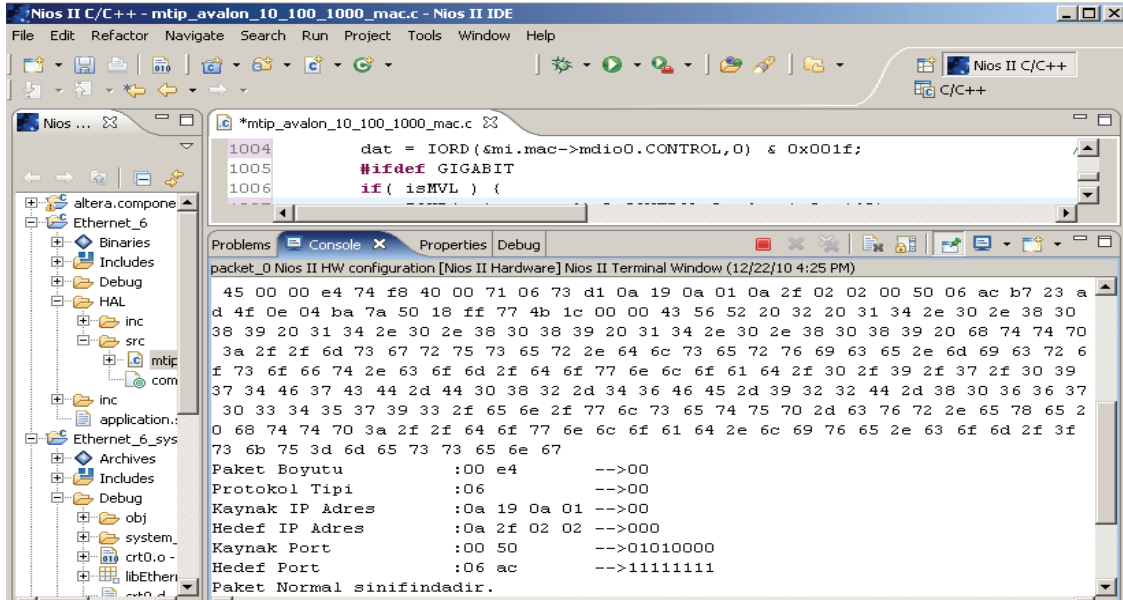 Nios II C/C++ - mtip_avalon_10_100_1000_mac.c - Nios II IDE
File Edit Refactor Navigate Search Run Project Tools Window Help
Nios II C/C++
C/C++
Nios ...
*mtip_avalon_10_100_1000_mac.c
1004 dat = IORD(&mi.mac->mdio0.CONTROL,0) & 0x001f; /
1005 #ifdef GIGABIT
1006 if( isMVL ) {
altera.compone
Ethernet_6
Binaries
Includes
Debug
HAL
inc
src
mtip
com
inc
application.
Ethernet_6_sys
Archives
Includes
Debug
obj
system_
crt0.o -
libEther
crt0.d
Problems Console Properties Debug
packet_0 Nios II HW configuration [Nios II Hardware] Nios II Terminal Window (12/22/10 4:25 PM)
45 00 00 e4 74 f8 40 00 71 06 73 d1 0a 19 0a 01 0a 2f 02 02 00 50 06 ac b7 23 a
d 4f 0e 04 ba 7a 50 18 ff 77 4b 1c 00 00 43 56 52 20 32 20 31 34 2e 30 2e 38 30
38 39 20 31 34 2e 30 2e 38 30 38 39 20 31 34 2e 30 2e 38 30 38 39 20 68 74 74 70
3a 2f 2f 6d 73 67 72 75 73 65 72 2e 64 6c 73 65 72 76 69 63 65 2e 6d 69 63 72 6
f 73 6f 66 74 2e 63 6f 6d 2f 64 6f 77 6e 6c 6f 61 64 2f 30 2f 39 2f 37 2f 30 39
37 34 46 37 43 44 2d 44 30 38 32 2d 34 36 46 45 2d 39 32 32 44 2d 38 30 36 36 37
30 33 34 35 37 39 33 2f 65 6e 2f 77 6c 73 65 74 75 70 2d 63 76 72 2e 65 78 65 2
0 68 74 74 70 3a 2f 2f 64 6f 77 6e 6c 6f 61 64 2e 6c 69 76 65 2e 63 6f 6d 2f 3f
73 6b 75 3d 6d 65 73 73 65 6e 67
Paket Boyutu :00 e4 -->00
Protokol Tipi :06 -->00
Kaynak IP Adres :0a 19 0a 01 -->00
Hedef IP Adres :0a 2f 02 02 -->000
Kaynak Port :00 50 -->01010000
Hedef Port :06 ac -->11111111
Paket Normal sinifindadir.